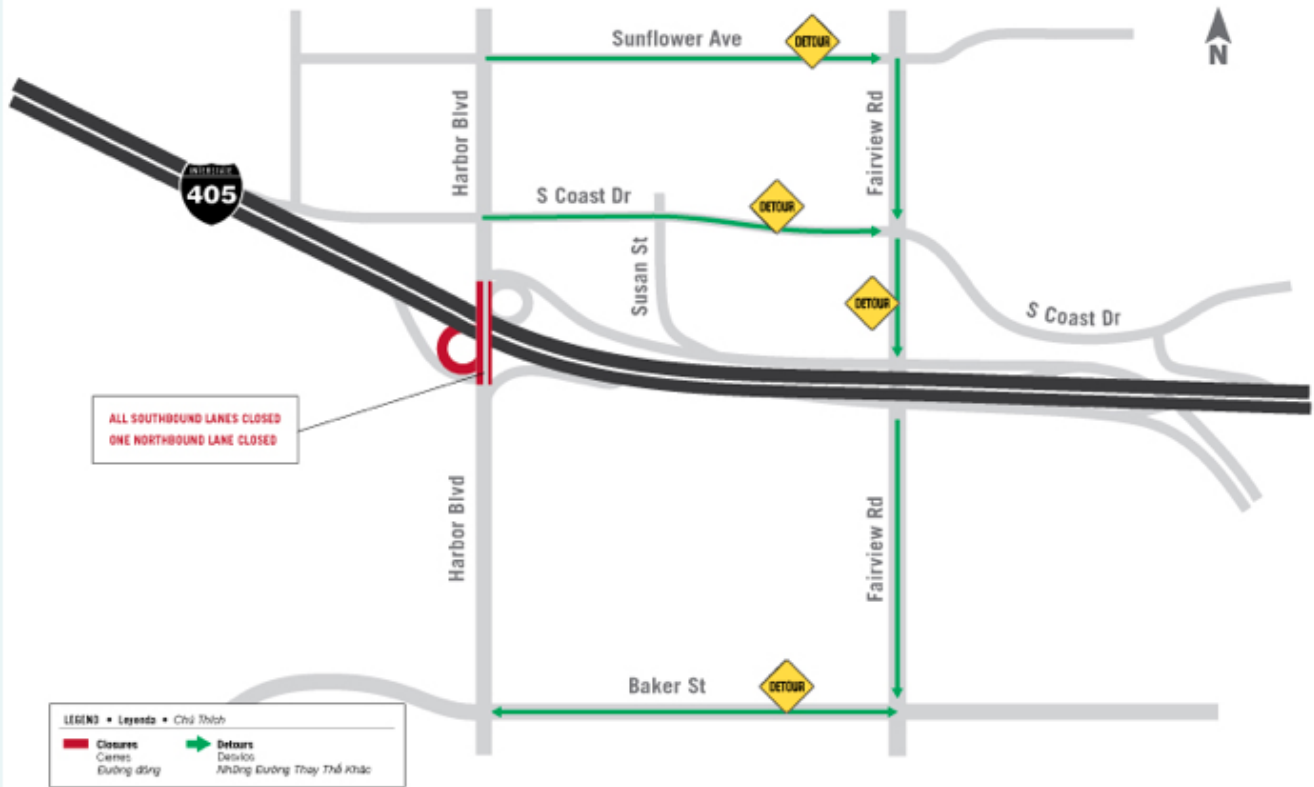 Sunflower Ave
DETOUR
N
Harbor Blvd
Fairview Rd
INTERSTATE
405
S Coast Dr
DETOUR
Susan St
DETOUR
S Coast Dr
ALL SOUTHBOUND LANES CLOSED
ONE NORTHBOUND LANE CLOSED
Harbor Blvd
Fairview Rd
Baker St
DETOUR
LEGEND • Leyenda • Chú Thích
Closures
Cierres
Đường đóng
Detours
Desvíos
Những Đường Thay Thế Khác